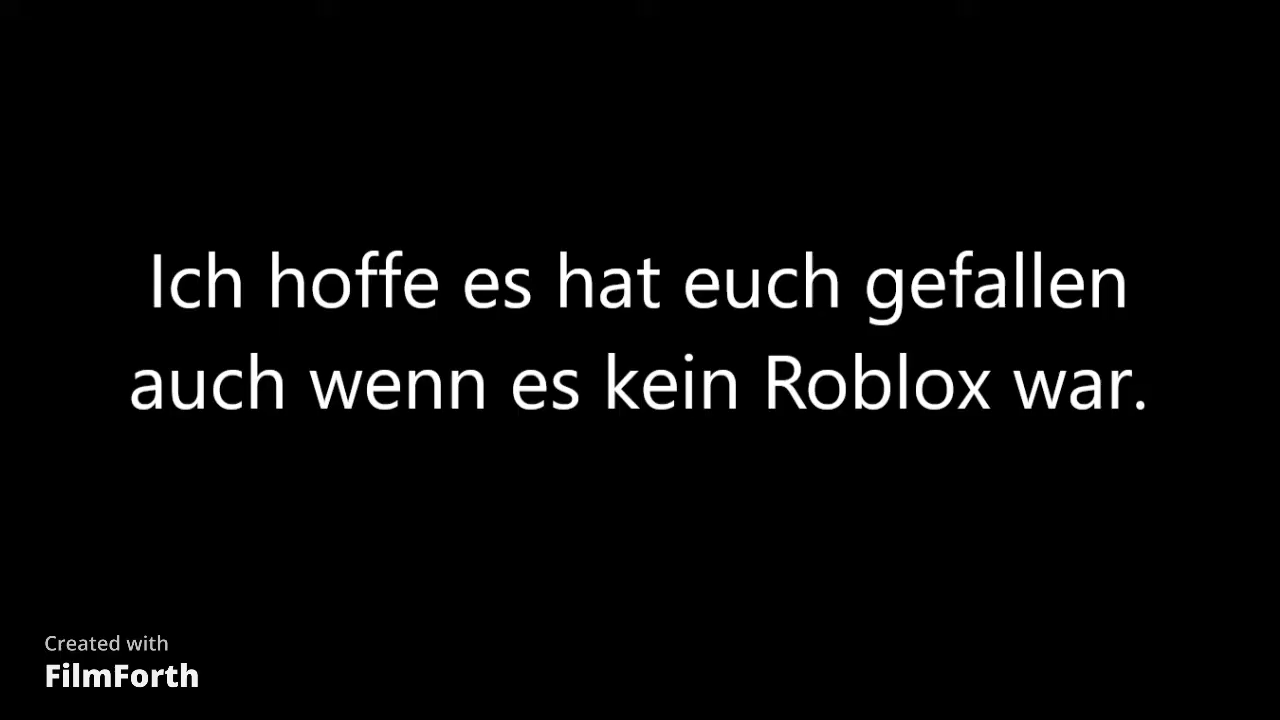 Ich hoffe es hat euch gefallen
auch wenn es kein Roblox war.
Created with
FilmForth